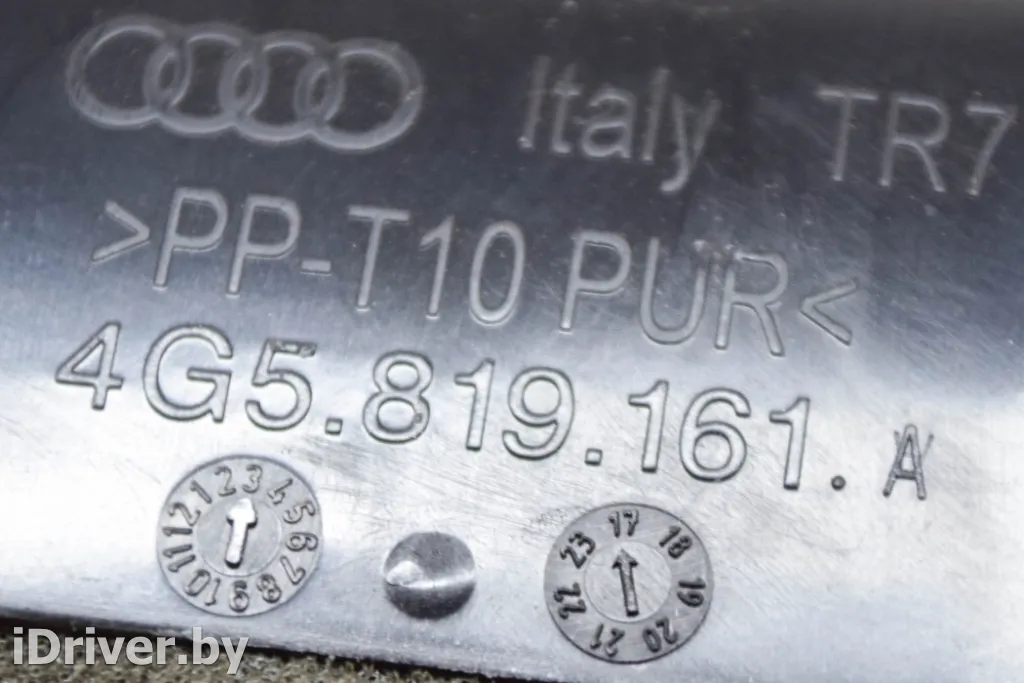 Italy TR7
>PP-T10 PUR<
4G5.819.161.A
1 2 3 4 5 6 7 8 9 10 11 12
17 18 19 20 21 22 23
iDriver.by